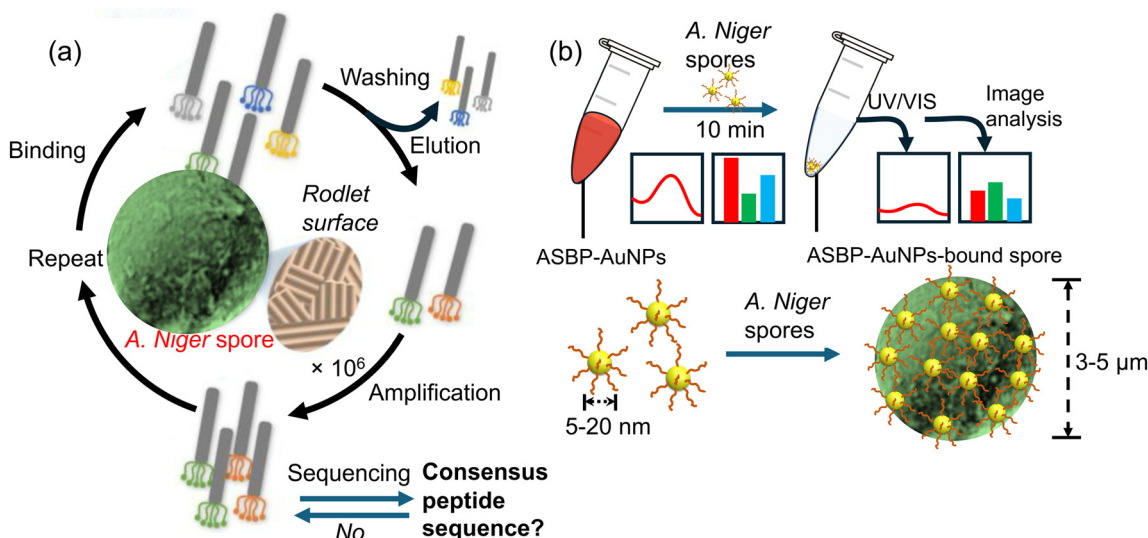 (a)
Washing
Elution
Binding
Rodlet
surface
Repeat
A. Niger spore
× 10⁶
Amplification
Sequencing
No
Consensus
peptide
sequence?
(b)
A. Niger
spores
10 min
UV/VIS
Image
analysis
ASBP-AuNPs
ASBP-AuNPs-bound spore
A. Niger
spores
5-20 nm
3-5 µm